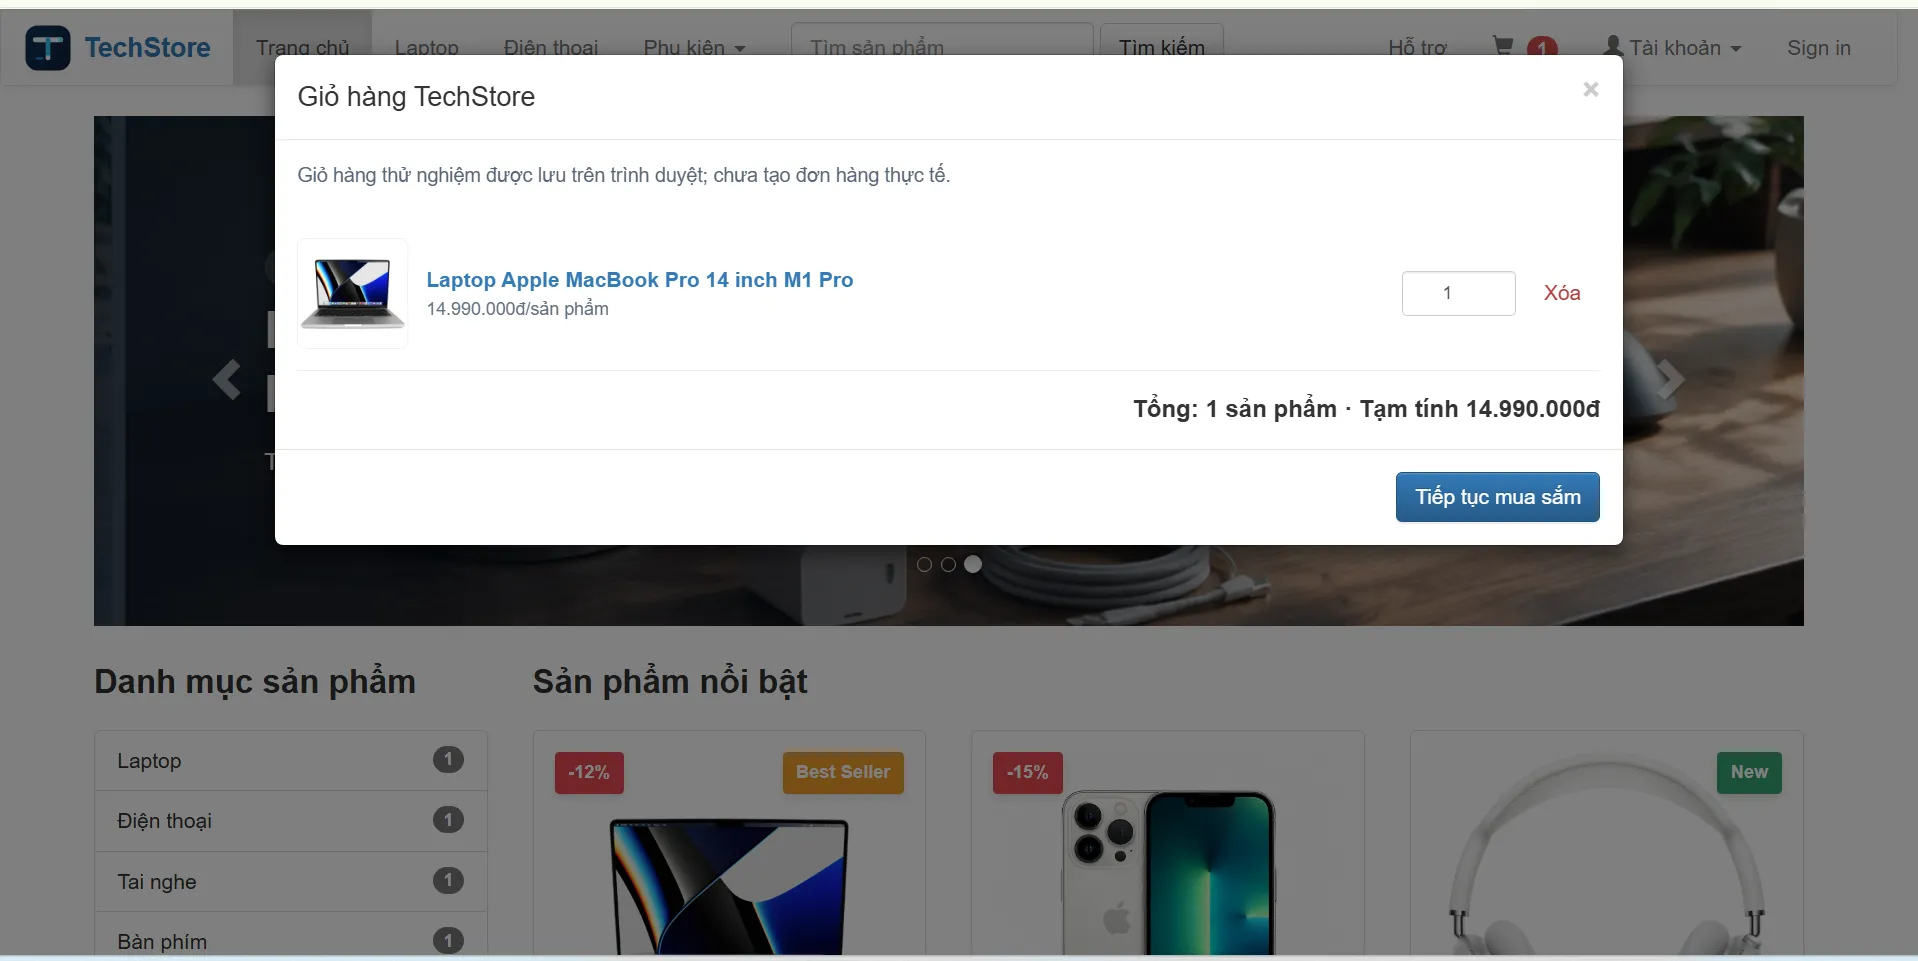 TechStore
Trang chủ
Laptop
Điện thoại
Phụ kiện
Tìm sản phẩm
Tìm kiếm
Hỗ trợ
1
Tài khoản
Sign in
Giỏ hàng TechStore
×
Giỏ hàng thử nghiệm được lưu trên trình duyệt; chưa tạo đơn hàng thực tế.
Laptop Apple MacBook Pro 14 inch M1 Pro
14.990.000đ/sản phẩm
1
Xóa
Tổng: 1 sản phẩm · Tạm tính 14.990.000đ
Tiếp tục mua sắm
Danh mục sản phẩm
Laptop 1
Điện thoại 1
Tai nghe 1
Bàn phím 1
Sản phẩm nổi bật
-12%
Best Seller
-15%
New